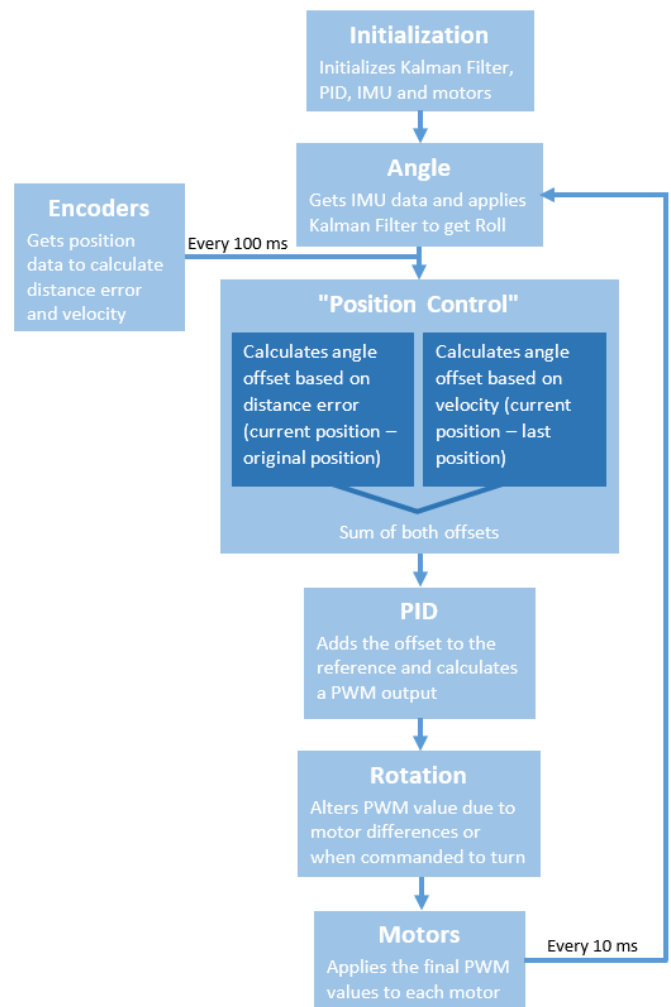 Initialization
Initializes Kalman Filter,
PID, IMU and motors
Angle
Gets IMU data and applies
Kalman Filter to get Roll
Encoders
Gets position
data to calculate
distance error
and velocity
Every 100 ms
"Position Control"
Calculates angle
offset based on
distance error
(current position –
original position)
Calculates angle
offset based on
velocity (current
position – last
position)
Sum of both offsets
PID
Adds the offset to the
reference and calculates
a PWM output
Rotation
Alters PWM value due to
motor differences or
when commanded to turn
Motors
Applies the final PWM
values to each motor
Every 10 ms